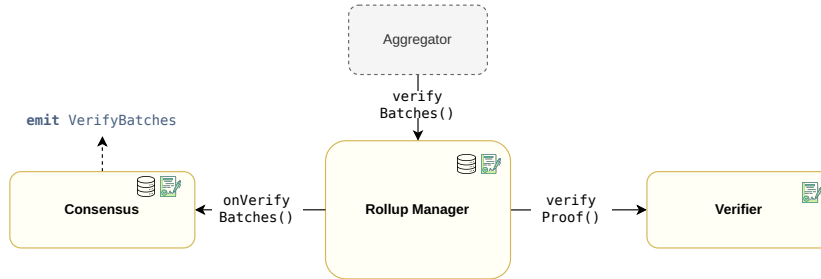 Aggregator
verify
Batches()
emit VerifyBatches
Consensus
onVerify
Batches()
Rollup Manager
verify
Proof()
Verifier